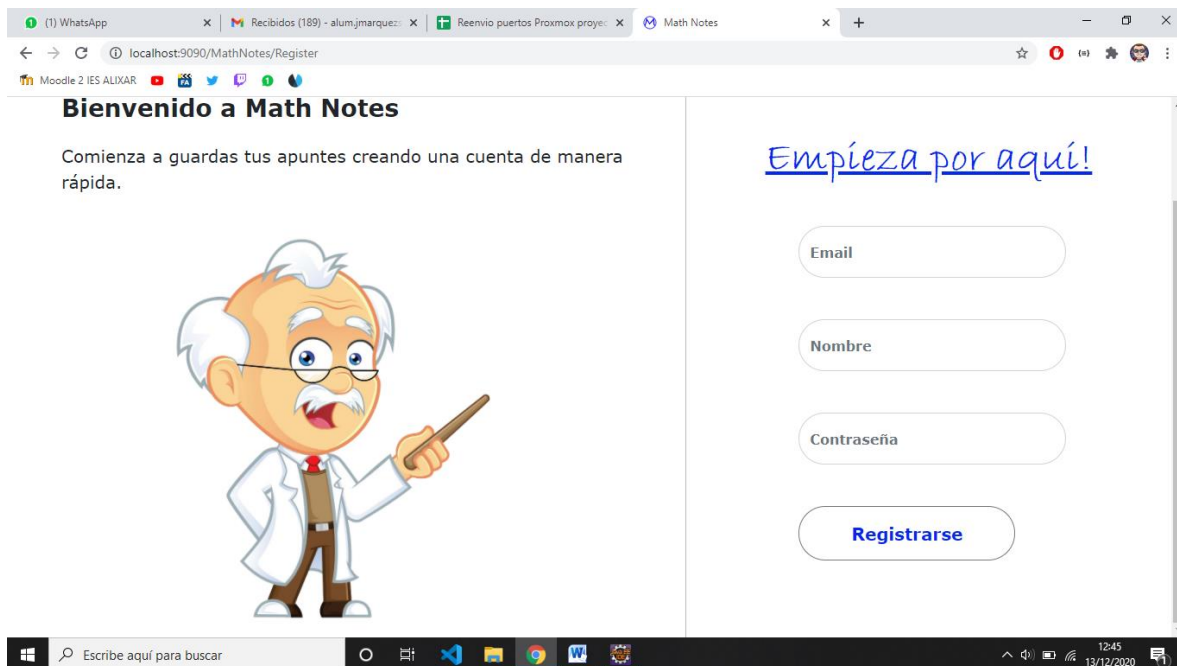 (1) WhatsApp
Recibidos (189) - alum.jmarquez
Reenvio puertos Proxmox proyec
Math Notes
localhost:9090/MathNotes/Register
Moodle 2 IES ALIXAR
Bienvenido a Math Notes
Comienza a guardas tus apuntes creando una cuenta de manera
rápida.
Empieza por aquí!
Email
Nombre
Contraseña
Registrarse
Escribe aquí para buscar
12:45
13/12/2020